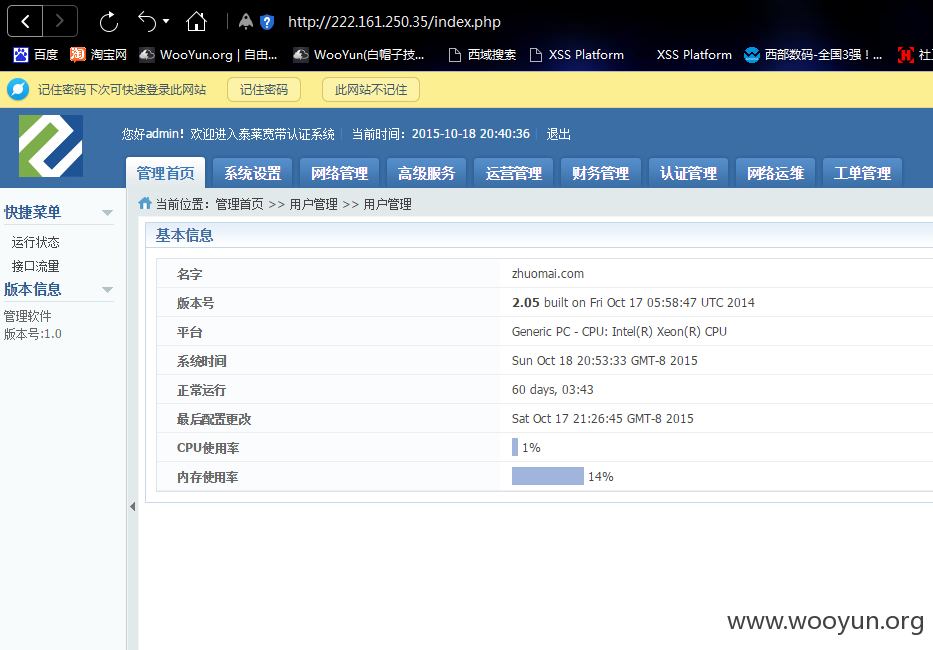 http://222.161.250.35/index.php
百度 淘宝网 WooYun.org | 自由... WooYun(白帽子技... 西域搜索 XSS Platform XSS Platform 西部数码-全国3强！... 社
记住密码下次可快速登录此网站 记住密码 此网站不记住
您好admin！欢迎进入泰莱宽带认证系统 当前时间：2015-10-18 20:40:36 退出
管理首页 系统设置 网络管理 高级服务 运营管理 财务管理 认证管理 网络运维 工单管理
当前位置：管理首页 >> 用户管理 >> 用户管理
快捷菜单
运行状态
接口流量
版本信息
管理软件
版本号:1.0
基本信息
名字 zhuomai.com
版本号 2.05 built on Fri Oct 17 05:58:47 UTC 2014
平台 Generic PC - CPU: Intel(R) Xeon(R) CPU
系统时间 Sun Oct 18 20:53:33 GMT-8 2015
正常运行 60 days, 03:43
最后配置更改 Sat Oct 17 21:26:45 GMT-8 2015
CPU使用率 1%
内存使用率 14%
www.wooyun.org